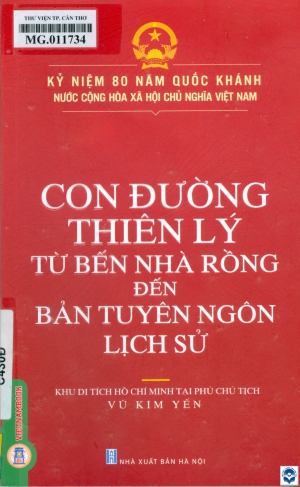 THƯ VIỆN TP. CẦN THƠ
MG.011734
KỶ NIỆM 80 NĂM QUỐC KHÁNH
NƯỚC CỘNG HÒA XÃ HỘI CHỦ NGHĨA VIỆT NAM
CON ĐƯỜNG
THIÊN LÝ
TỪ BẾN NHÀ RỒNG
ĐẾN
BẢN TUYÊN NGÔN
LỊCH SỬ
KHU DI TÍCH HỒ CHÍ MINH TẠI PHỦ CHỦ TỊCH
VŨ KIM YẾN
NHÀ XUẤT BẢN HÀ NỘI
C430Đ
VIETNAMBOOK